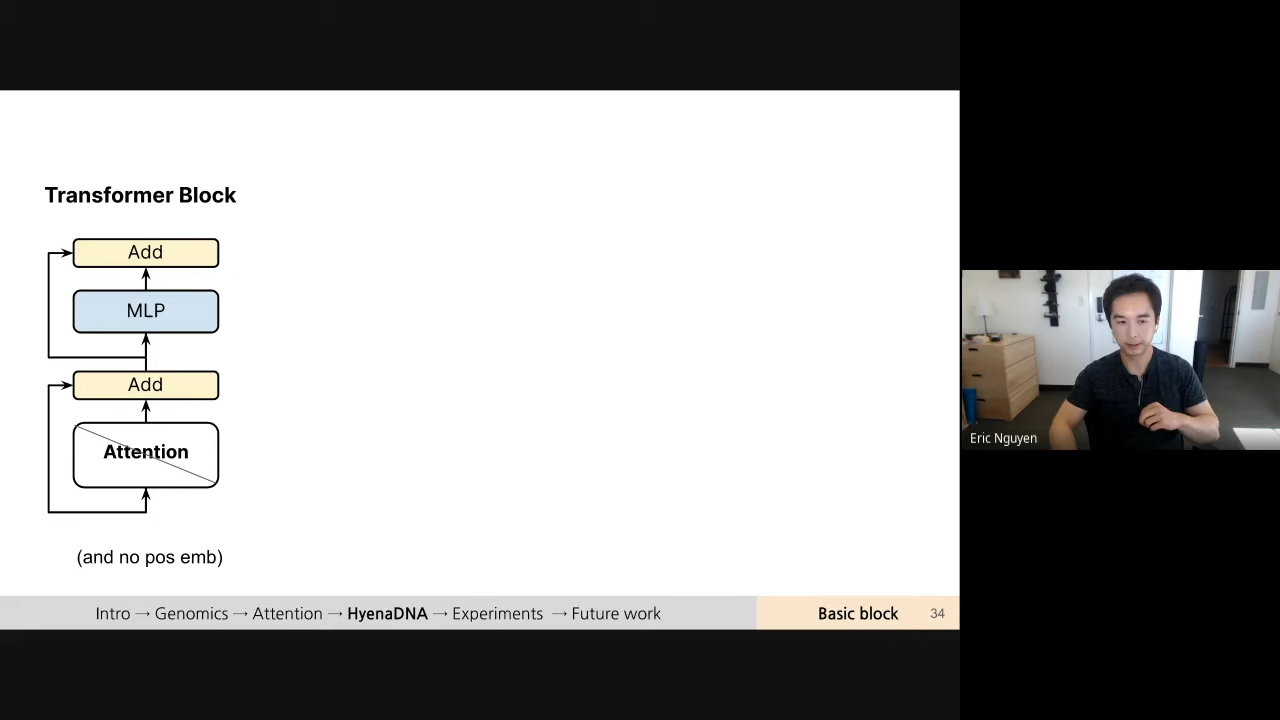 Transformer Block
Add
MLP
Add
Attention
(and no pos emb)
Intro → Genomics → Attention → HyenaDNA → Experiments → Future work
Basic block 34
Eric Nguyen